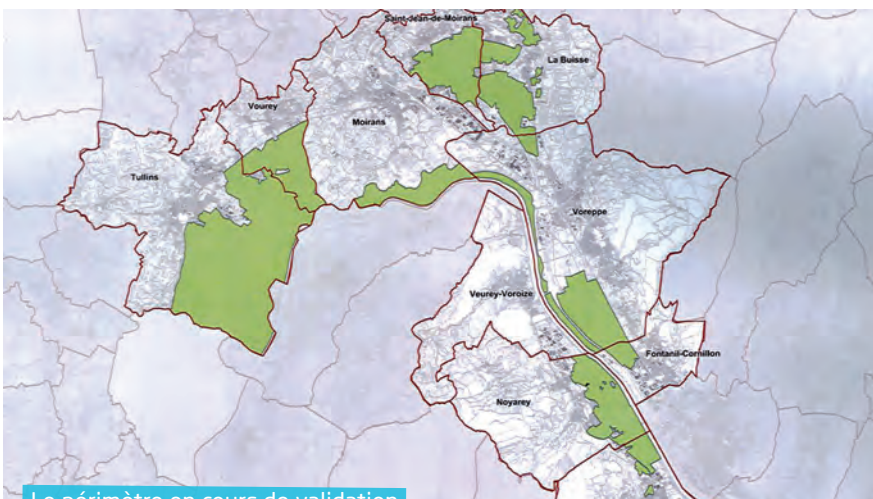 Saint-Jean-de-Moirans
La Buisse
Vourey
Moirans
Tullins
Voreppe
Veurey-Voroize
Fontanil-Cornillon
Noyarey
Le périmètre en cours de validation